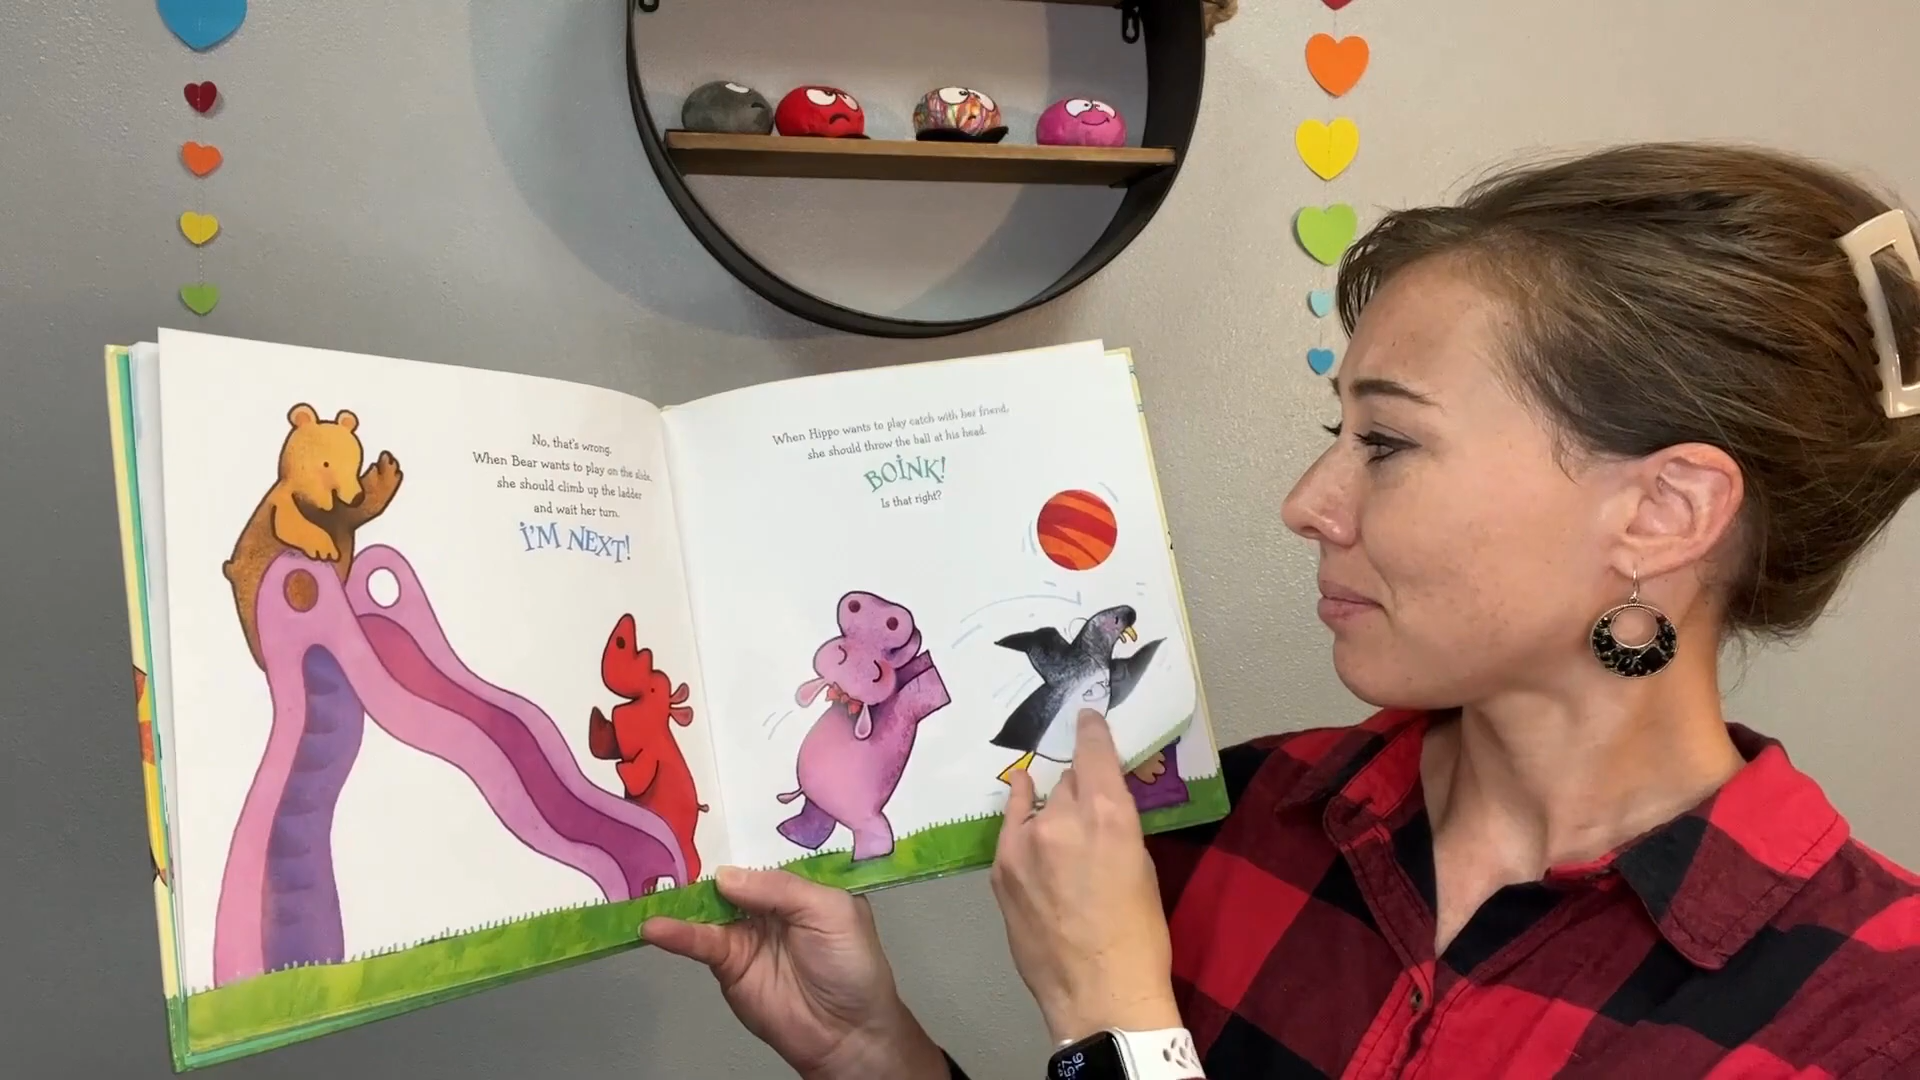 No, that's wrong.
When Bear wants to play on the slide,
she should climb up the ladder
and wait her turn.
I'M NEXT!
When Hippo wants to play catch with her friend,
she should throw the ball at his head.
BOINK!
Is that right?